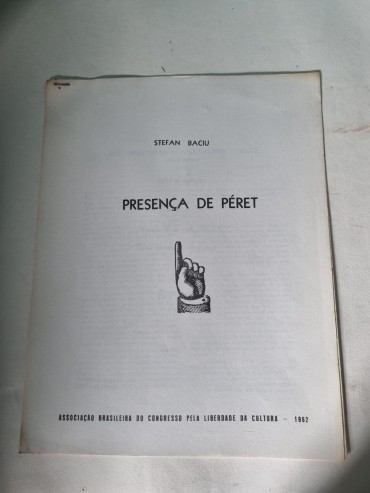 STEFAN BACIU
PRESENÇA DE PÉRET
ASSOCIAÇÃO BRASILEIRA DO CONGRESSO PELA LIBERDADE DA CULTURA - 1962